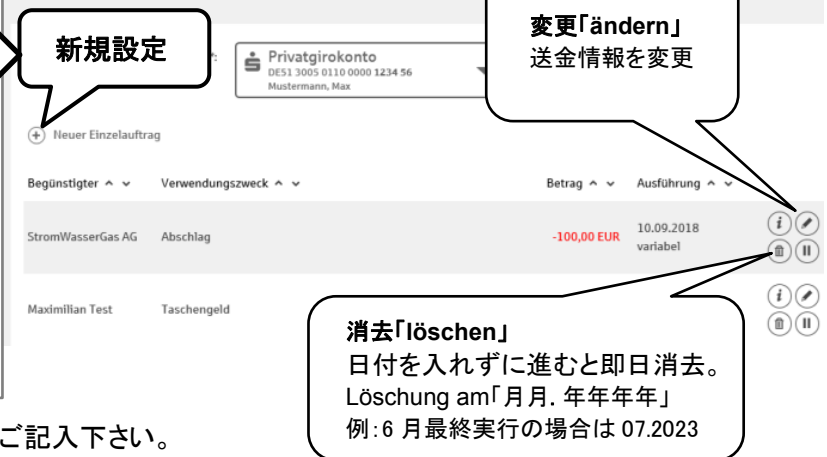 変更「ändern」
送金情報を変更
新規設定
Privatgirokonto
DE51 3005 0110 0000 1234 56
Mustermann, Max
Neuer Einzelauftrag
Begünstigter Verwendungszweck Betrag Ausführung
StromWasserGas AG Abschlag -100,00 EUR 10.09.2018
variabel
Maximilian Test Taschengeld
消去「löschen」
日付を入れずに進むと即日消去。
Löschung am「月月. 年年年年」
例：6 月最終実行の場合は 07.2023
ご記入下さい。